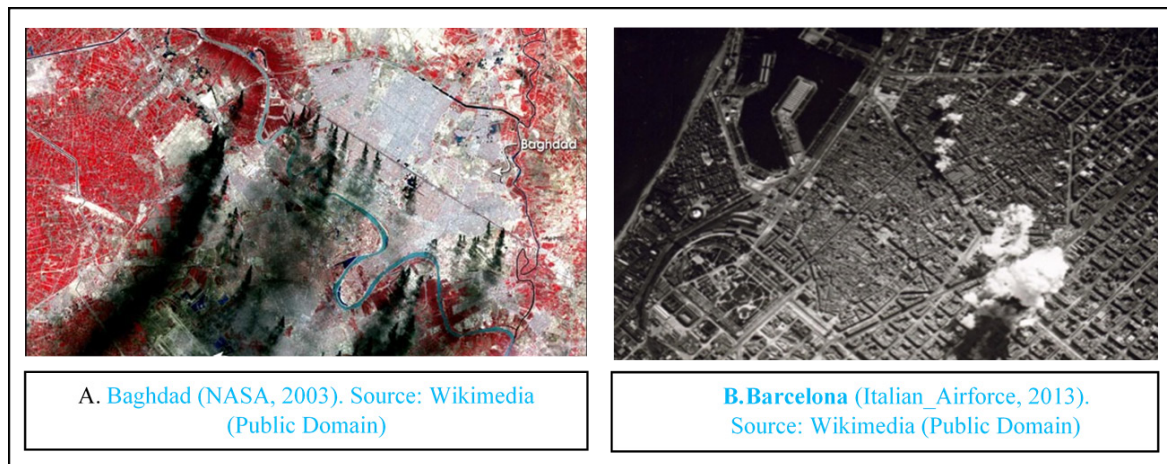 Baghdad
A. Baghdad (NASA, 2003). Source: Wikimedia
(Public Domain)
B.Barcelona (Italian_Airforce, 2013).
Source: Wikimedia (Public Domain)